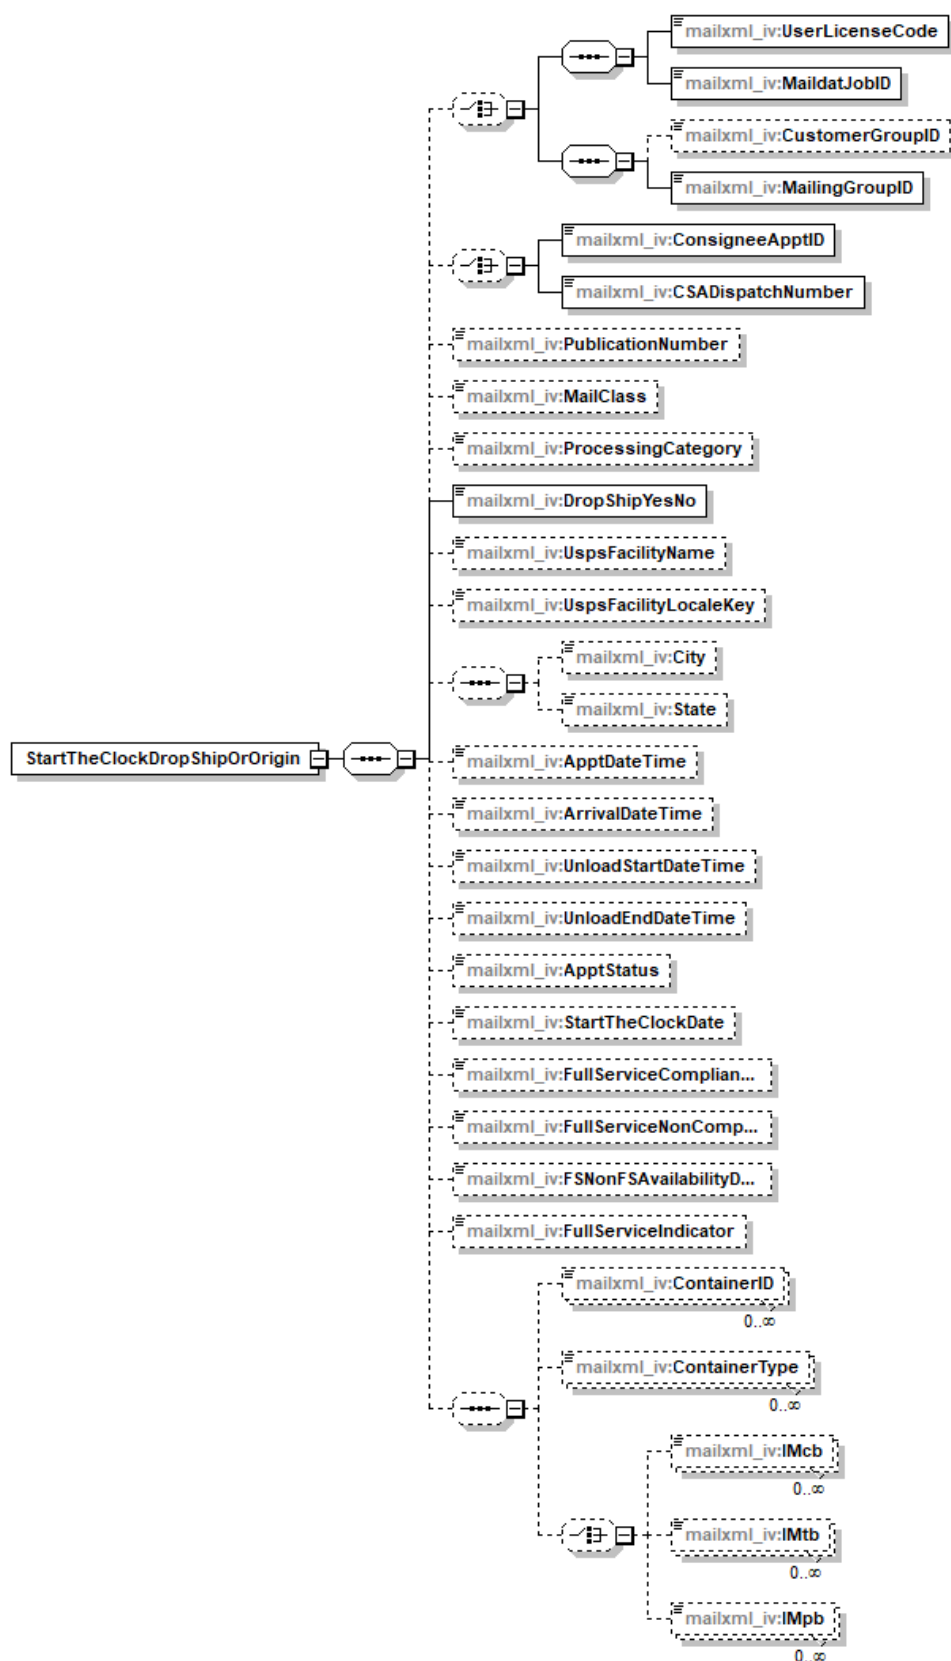 mailxml_iv:UserLicenseCode
mailxml_iv:MaildatJobID
mailxml_iv:CustomerGroupID
mailxml_iv:MailingGroupID
mailxml_iv:ConsigneeApptID
mailxml_iv:CSADispatchNumber
mailxml_iv:PublicationNumber
mailxml_iv:MailClass
mailxml_iv:ProcessingCategory
mailxml_iv:DropShipYesNo
mailxml_iv:UspsFacilityName
mailxml_iv:UspsFacilityLocaleKey
mailxml_iv:City
mailxml_iv:State
StartTheClockDropShipOrOrigin
mailxml_iv:ApptDateTime
mailxml_iv:ArrivalDateTime
mailxml_iv:UnloadStartDateTime
mailxml_iv:UnloadEndDateTime
mailxml_iv:ApptStatus
mailxml_iv:StartTheClockDate
mailxml_iv:FullServiceComplian...
mailxml_iv:FullServiceNonComp...
mailxml_iv:FSNonFSAvailabilityD...
mailxml_iv:FullServiceIndicator
mailxml_iv:ContainerID
0..∞
mailxml_iv:ContainerType
0..∞
mailxml_iv:IMcb
0..∞
mailxml_iv:IMtb
0..∞
mailxml_iv:IMpb
0..∞